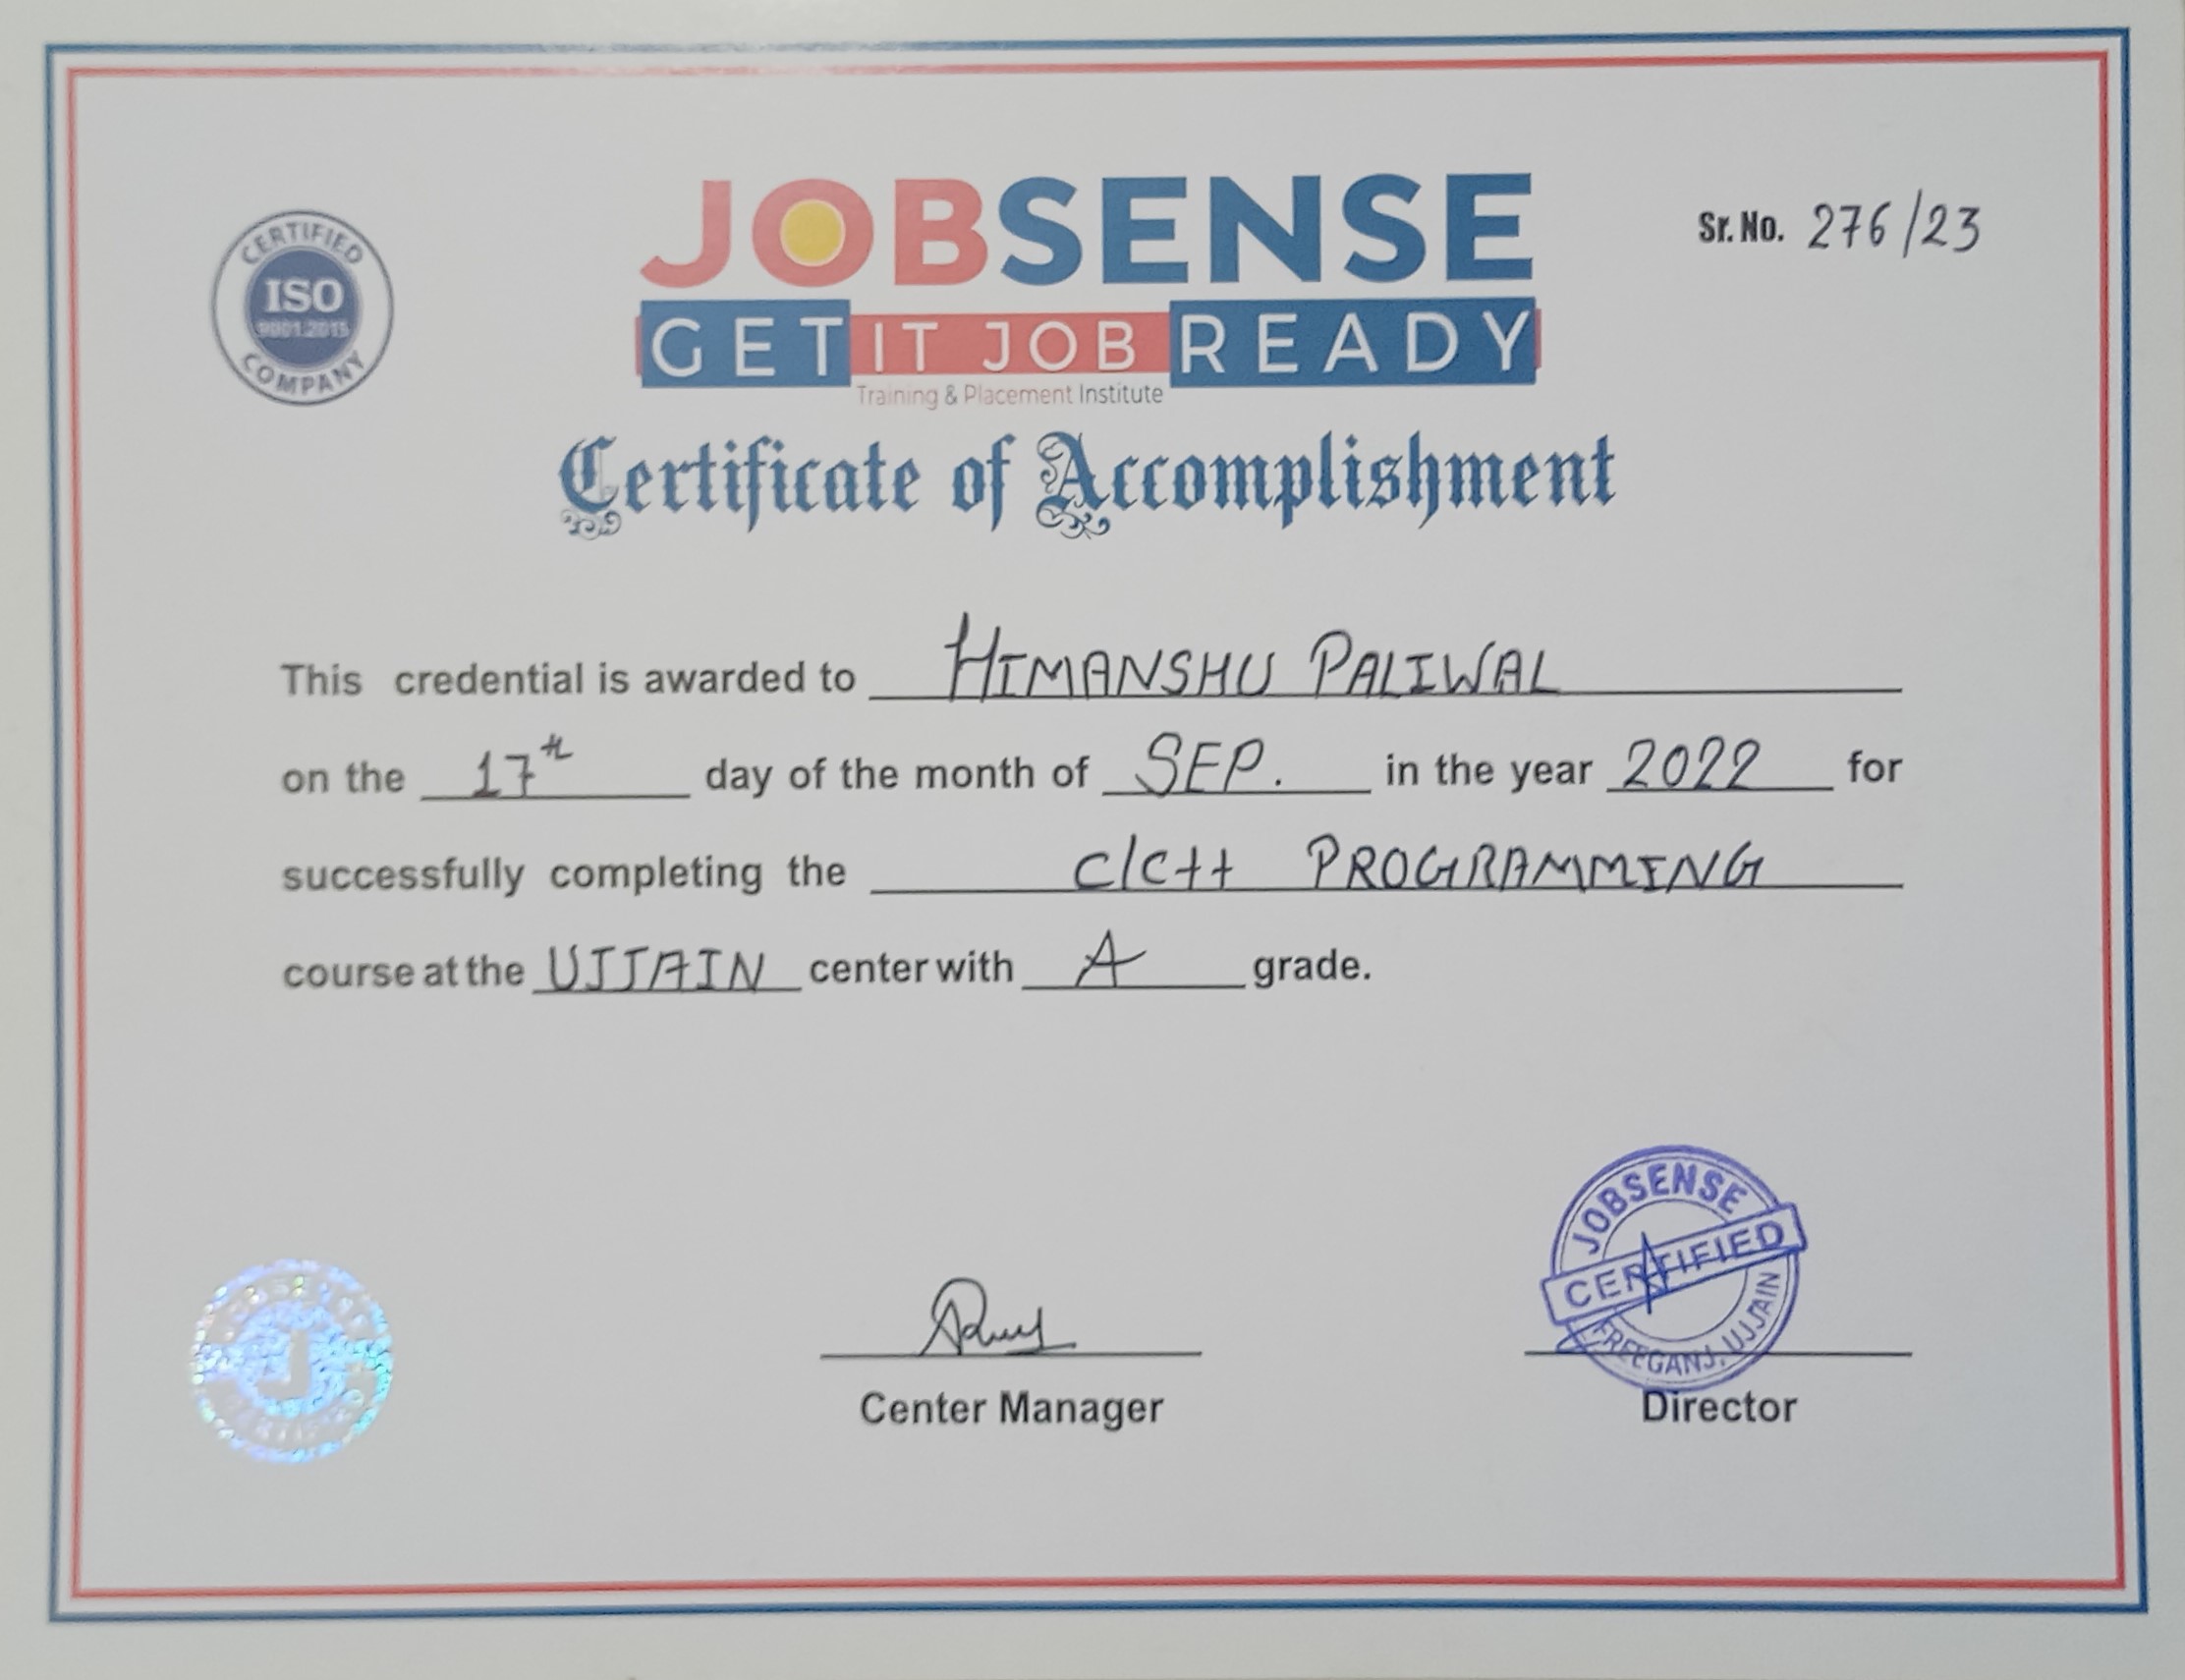 JOBSENSE
GET IT JOB READY
Training & Placement Institute
Sr. No. 276/23
CERTIFIED
ISO
9001:2015
COMPANY
Certificate of Accomplishment
This credential is awarded to HIMANSHU PALIWAL
on the 17th day of the month of SEP. in the year 2022 for
successfully completing the C/C++ PROGRAMMING
course at the UJJAIN center with A grade.
J
Center Manager
JOBSENSE
CERTIFIED
FREEGANJ, UJJAIN
Director